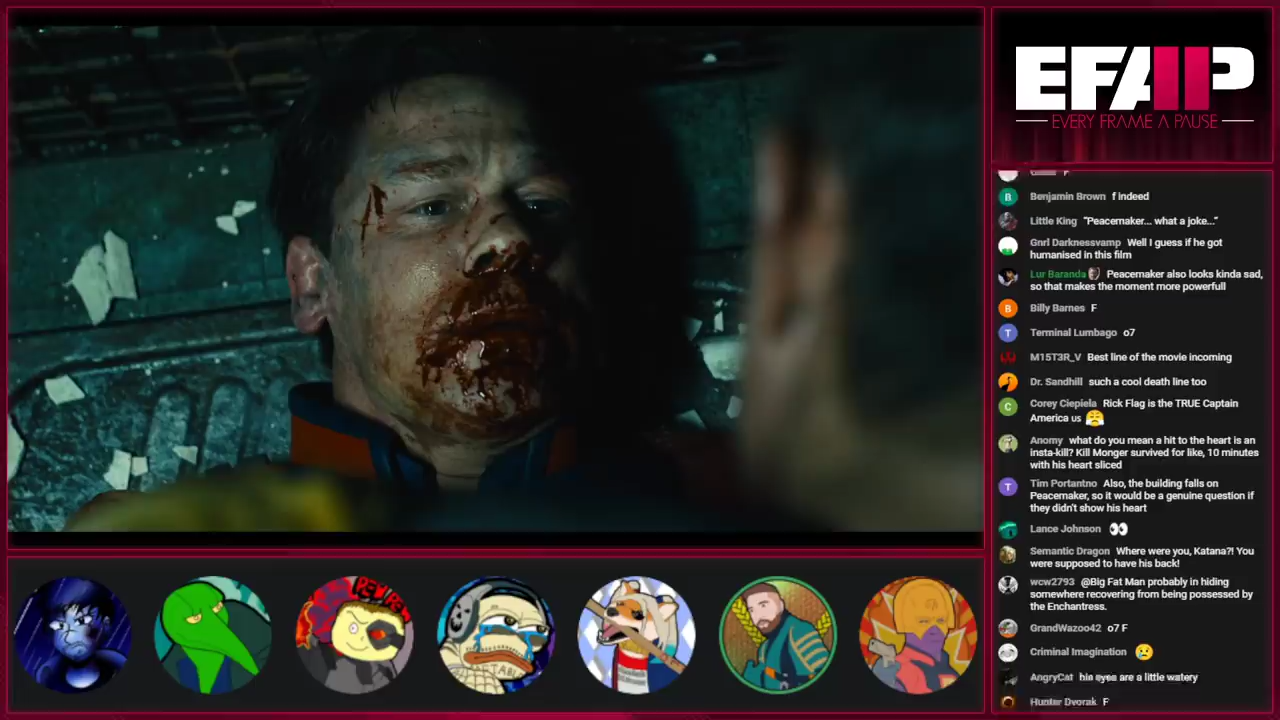 EFAP
EVERY FRAME A PAUSE
F
Benjamin Brown f indeed
Little King “Peacemaker... what a joke...”
Gnrl Darknessvamp Well I guess if he got
humanised in this film
Lur Baranda Peacemaker also looks kinda sad,
so that makes the moment more powerfull
Billy Barnes F
Terminal Lumbago o7
M15T3R_V Best line of the movie incoming
Dr. Sandhill such a cool death line too
Corey Ciepiela Rick Flag is the TRUE Captain
America us 😤
Anomy what do you mean a hit to the heart is an
insta-kill? Kill Monger survived for like, 10 minutes
with his heart sliced
Tim Portantno Also, the building falls on
Peacemaker, so it would be a genuine question if
they didn't show his heart
Lance Johnson 👀
Semantic Dragon Where were you, Katana?! You
were supposed to have his back!
wcw2793 @Big Fat Man probably in hiding
somewhere recovering from being possessed by
the Enchantress.
GrandWazoo42 o7 F
Criminal Imagination 😢
AngryCat his eyes are a little watery
Hunter Dvorak F